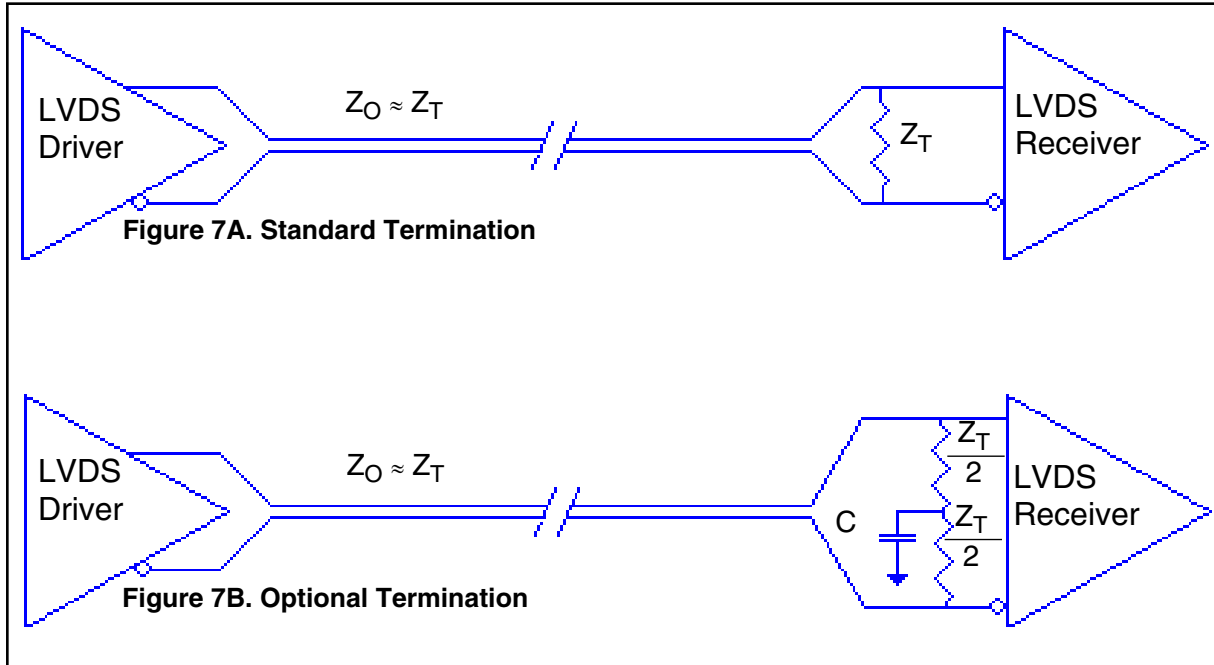 LVDS
Driver
Z_O ≈ Z_T
Z_T
LVDS
Receiver
Figure 7A. Standard Termination
LVDS
Driver
Z_O ≈ Z_T
C
Z_T
2
Z_T
2
LVDS
Receiver
Figure 7B. Optional Termination